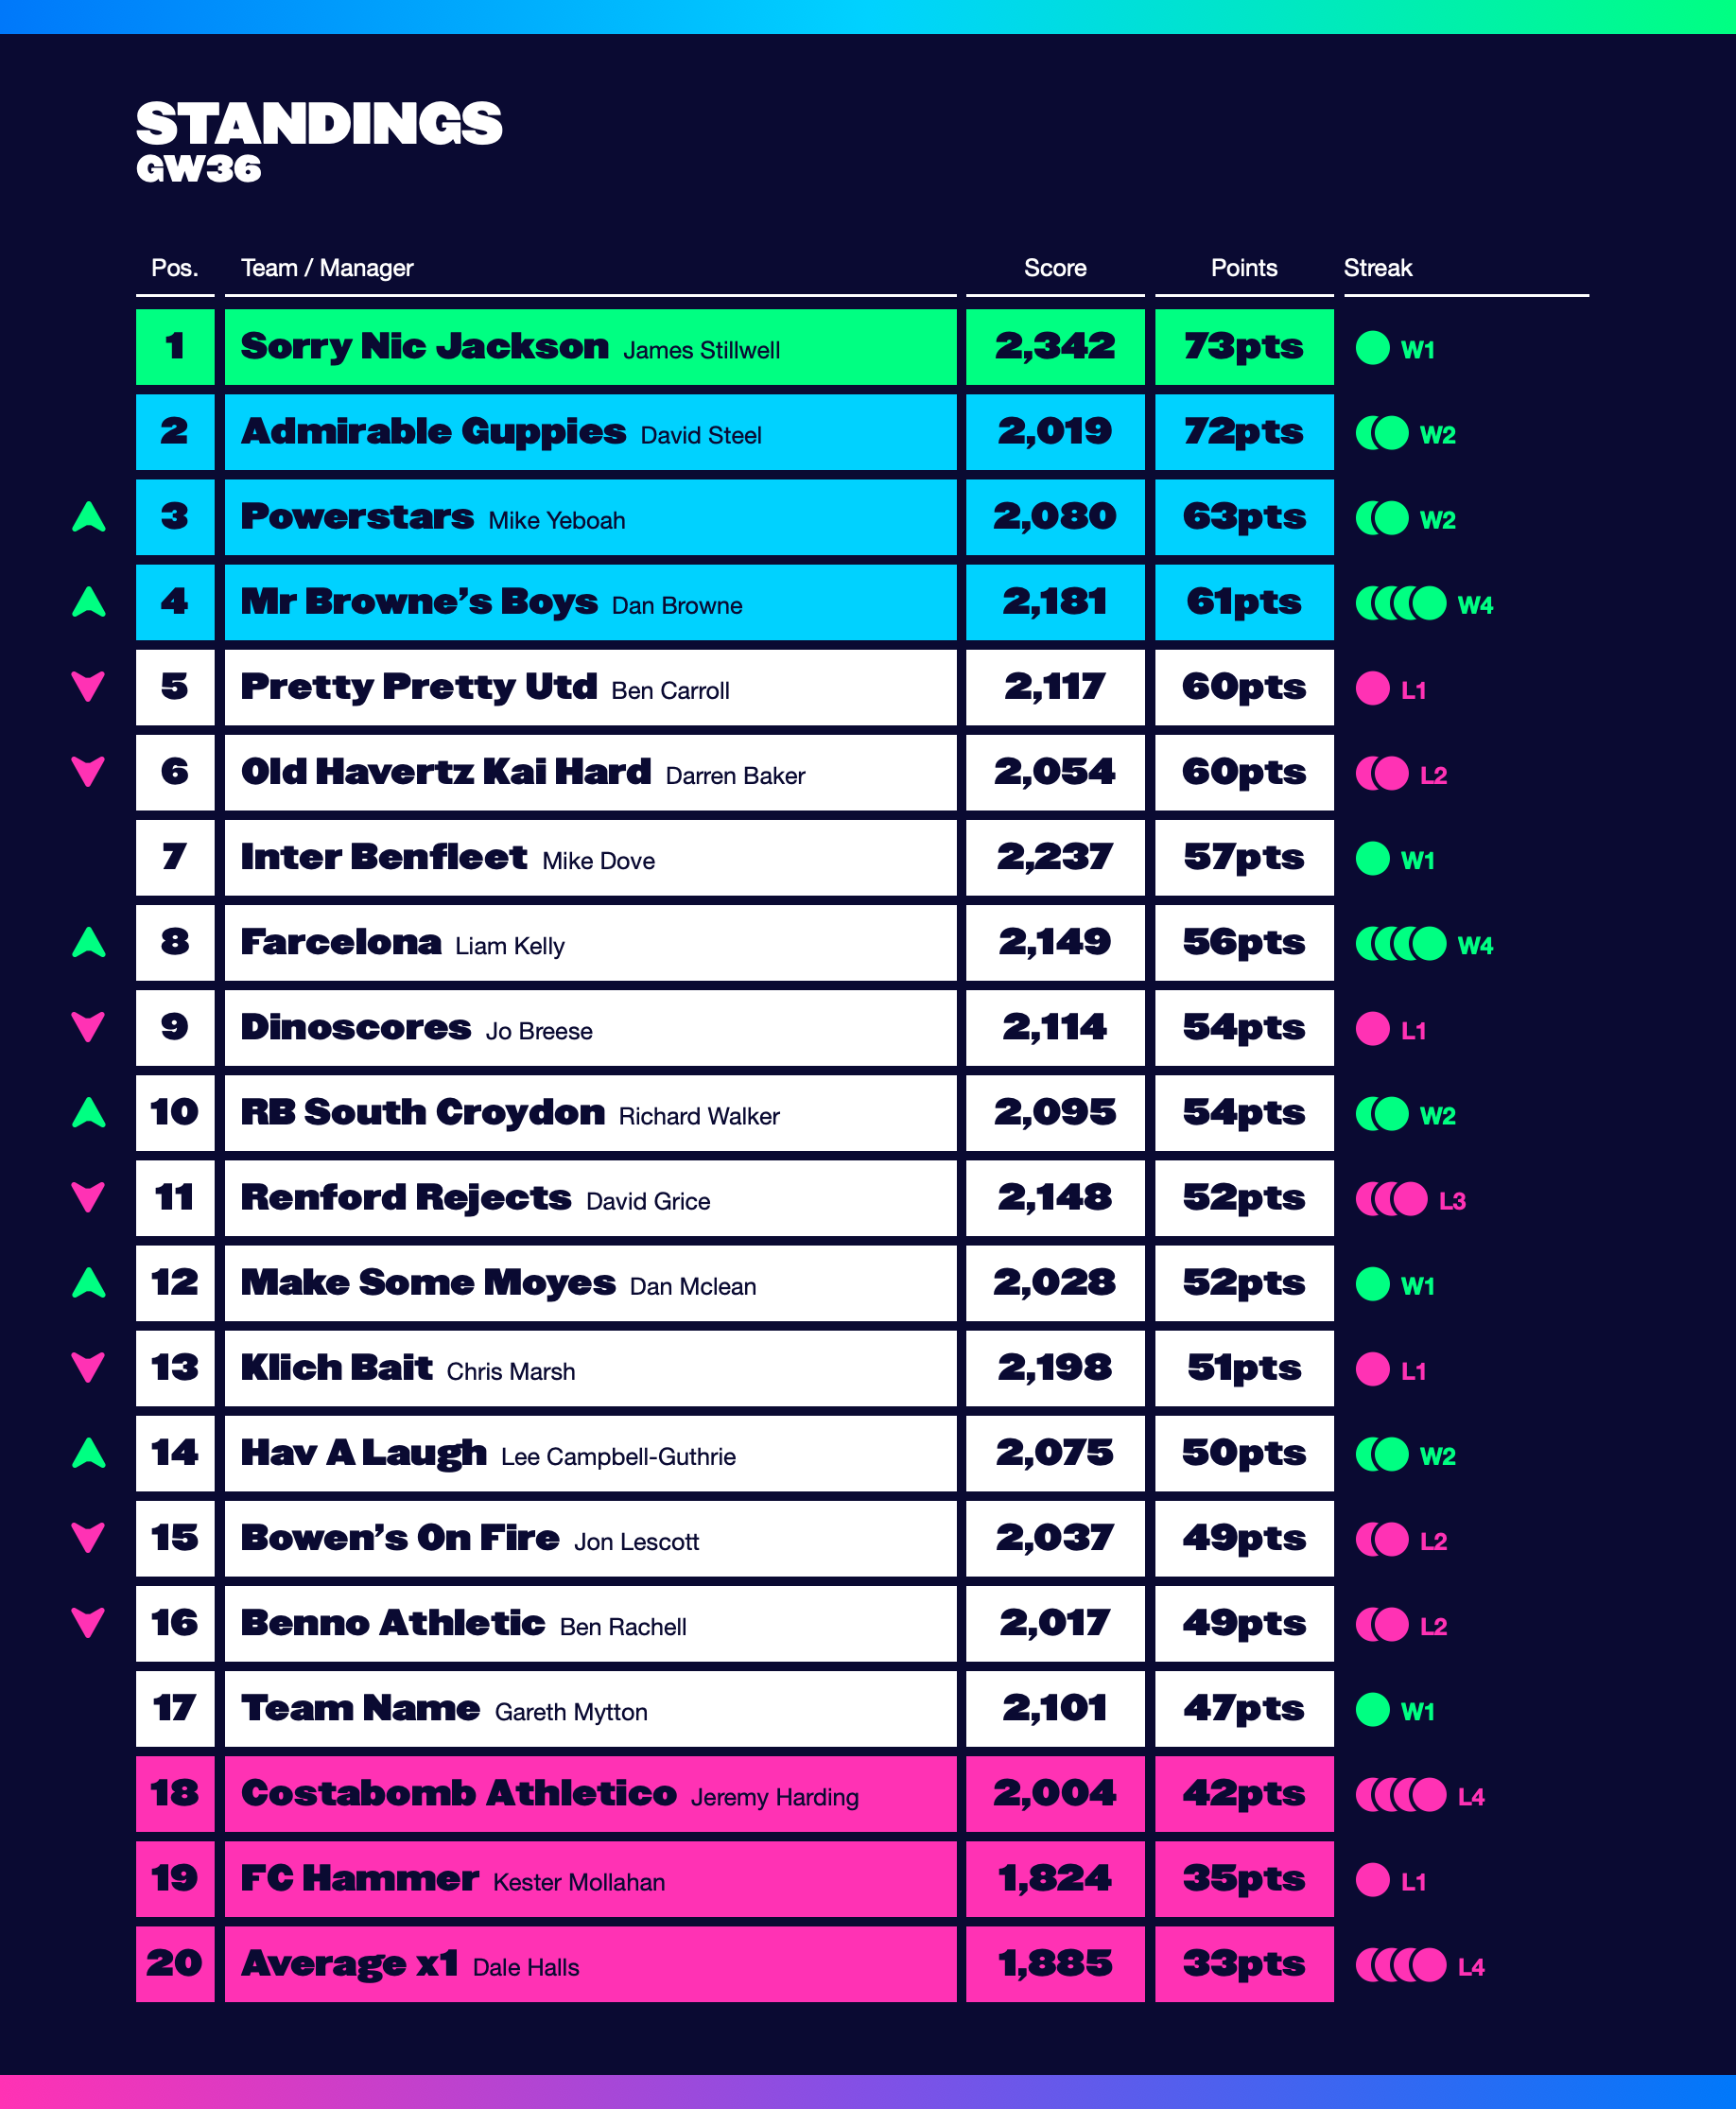 STANDINGS
GW36
Pos. Team / Manager Score Points Streak
1 Sorry Nic Jackson James Stillwell 2,342 73pts W1
2 Admirable Guppies David Steel 2,019 72pts W2
3 Powerstars Mike Yeboah 2,080 63pts W2
4 Mr Browne’s Boys Dan Browne 2,181 61pts W4
5 Pretty Pretty Utd Ben Carroll 2,117 60pts L1
6 Old Havertz Kai Hard Darren Baker 2,054 60pts L2
7 Inter Benfleet Mike Dove 2,237 57pts W1
8 Farcelona Liam Kelly 2,149 56pts W4
9 Dinoscores Jo Breese 2,114 54pts L1
10 RB South Croydon Richard Walker 2,095 54pts W2
11 Renford Rejects David Grice 2,148 52pts L3
12 Make Some Moyes Dan Mclean 2,028 52pts W1
13 Klich Bait Chris Marsh 2,198 51pts L1
14 Hav A Laugh Lee Campbell-Guthrie 2,075 50pts W2
15 Bowen’s On Fire Jon Lescott 2,037 49pts L2
16 Benno Athletic Ben Rachell 2,017 49pts L2
17 Team Name Gareth Mytton 2,101 47pts W1
18 Costabomb Athletico Jeremy Harding 2,004 42pts L4
19 FC Hammer Kester Mollahan 1,824 35pts L1
20 Average x1 Dale Halls 1,885 33pts L4